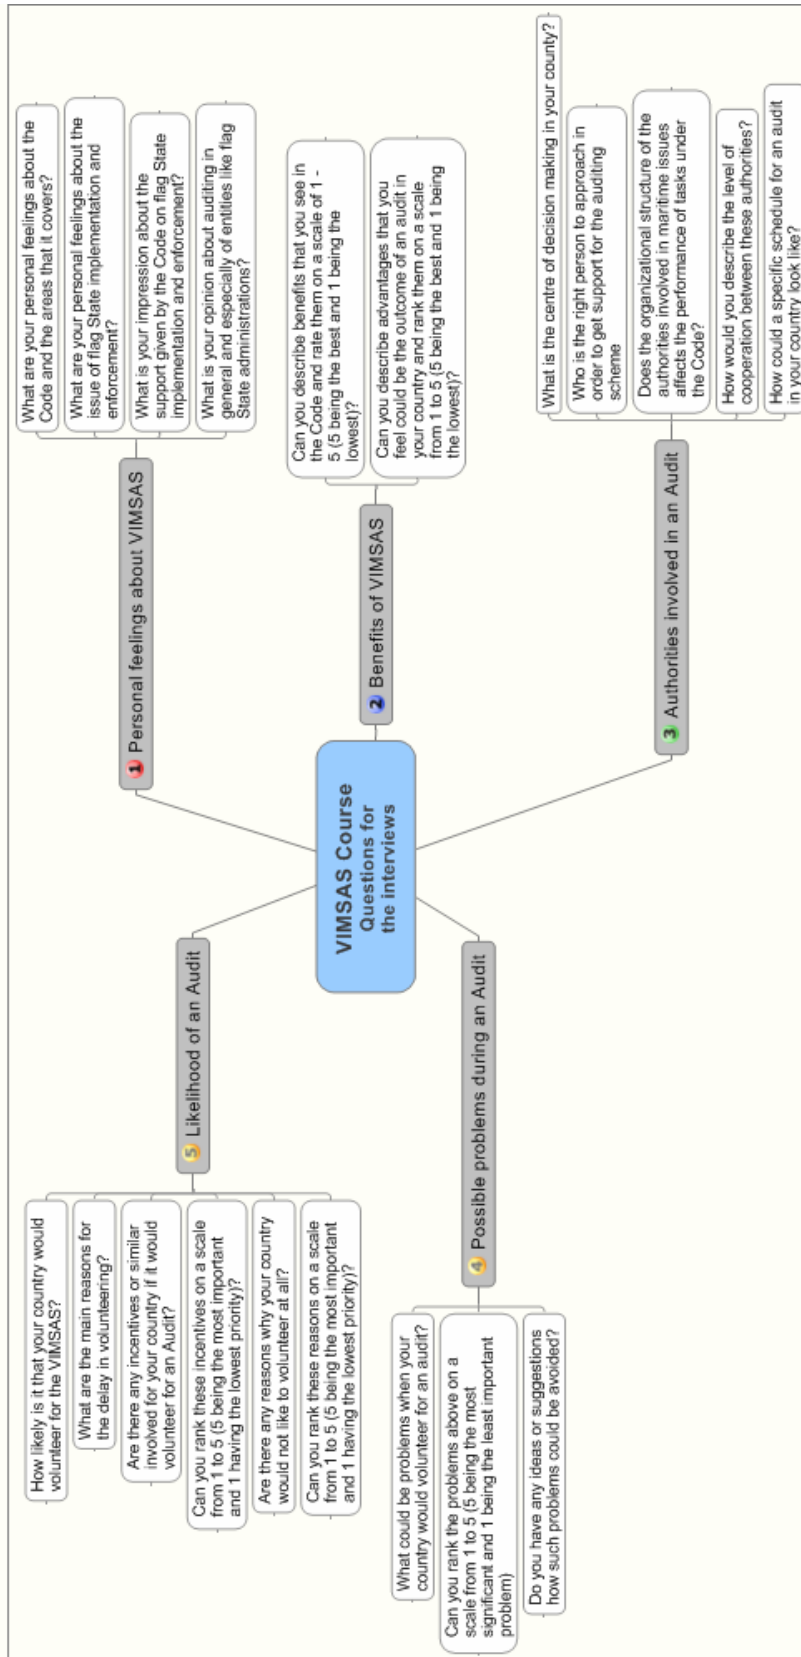 VIMSAS Course
Questions for
the interviews
1 Personal feelings about VIMSAS
What are your personal feelings about the
Code and the areas that it covers?
What are your personal feelings about the
issue of flag State implementation and
enforcement?
What is your impression about the
support given by the Code on flag State
implementation and enforcement?
What is your opinion about auditing in
general and especially of entities like flag
State administrations?
2 Benefits of VIMSAS
Can you describe benefits that you see in
the Code and rate them on a scale of 1 -
5 (5 being the best and 1 being the
lowest)?
Can you describe advantages that you
feel could be the outcome of an audit in
your country and rank them on a scale
from 1 to 5 (5 being the best and 1 being
the lowest)?
3 Authorities involved in an Audit
What is the centre of decision making in your county?
Who is the right person to approach in
order to get support for the auditing
scheme
Does the organizational structure of the
authorities involved in maritime issues
affects the performance of tasks under
the Code?
How would you describe the level of
cooperation between these authorities?
How could a specific schedule for an audit
in your country look like?
4 Possible problems during an Audit
What could be problems when your
country would volunteer for an audit?
Can you rank the problems above on a
scale from 1 to 5 (5 being the most
significant and 1 being the least important
problem)
Do you have any ideas or suggestions
how such problems could be avoided?
5 Likelihood of an Audit
How likely is it that your country would
volunteer for the VIMSAS?
What are the main reasons for
the delay in volunteering?
Are there any incentives or similar
involved for your country if it would
volunteer for an Audit?
Can you rank these incentives on a scale
from 1 to 5 (5 being the most important
and 1 having the lowest priority)?
Are there any reasons why your country
would not like to volunteer at all?
Can you rank these reasons on a scale
from 1 to 5 (5 being the most important
and 1 having the lowest priority)?